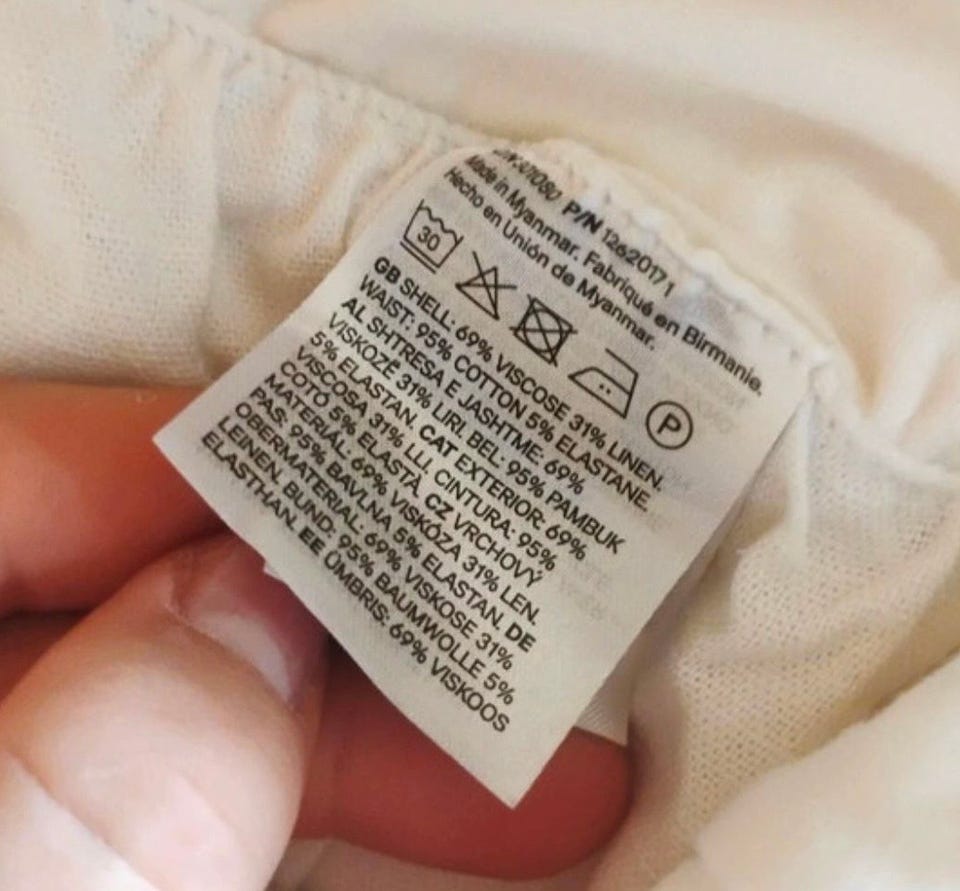 P/N 1262017 1
Made in Myanmar. Fabriqué en Birmanie.
Hecho en Unión de Myanmar.
30
P
GB SHELL: 69% VISCOSE 31% LINEN.
WAIST: 95% COTTON 5% ELASTANE.
AL SHTRESA E JASHTME: 69%
VISKOZË 31% LIRI BEL: 95% PAMBUK
5% ELASTAN. CAT EXTERIOR: 69%
VISCOSA 31% LLI. CINTURA: 95%
COTÓ 5% ELASTÀ. CZ VRCHOVÝ
MATERIÁL: 69% VISKÓZA 31% LEN.
PÁS: 95% BAVLNA 5% ELASTAN. DE
OBERMATERIAL: 69% VISKOSE 31%
LEINEN. BUND: 95% BAUMWOLLE 5%
ELASTHAN. EE ÜMBRIS: 69% VISKOOS